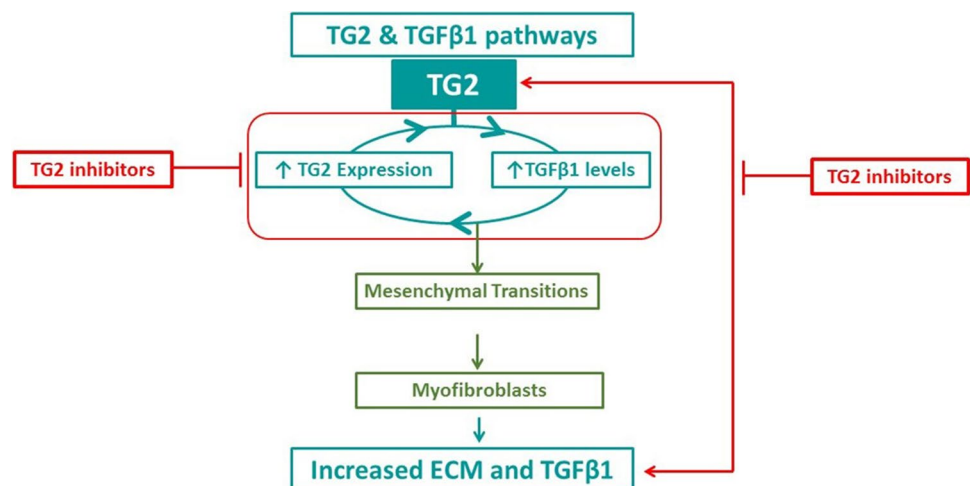 TG2 & TGFβ1 pathways
TG2
TG2 inhibitors
↑ TG2 Expression
↑TGFβ1 levels
TG2 inhibitors
Mesenchymal Transitions
Myofibroblasts
Increased ECM and TGFβ1